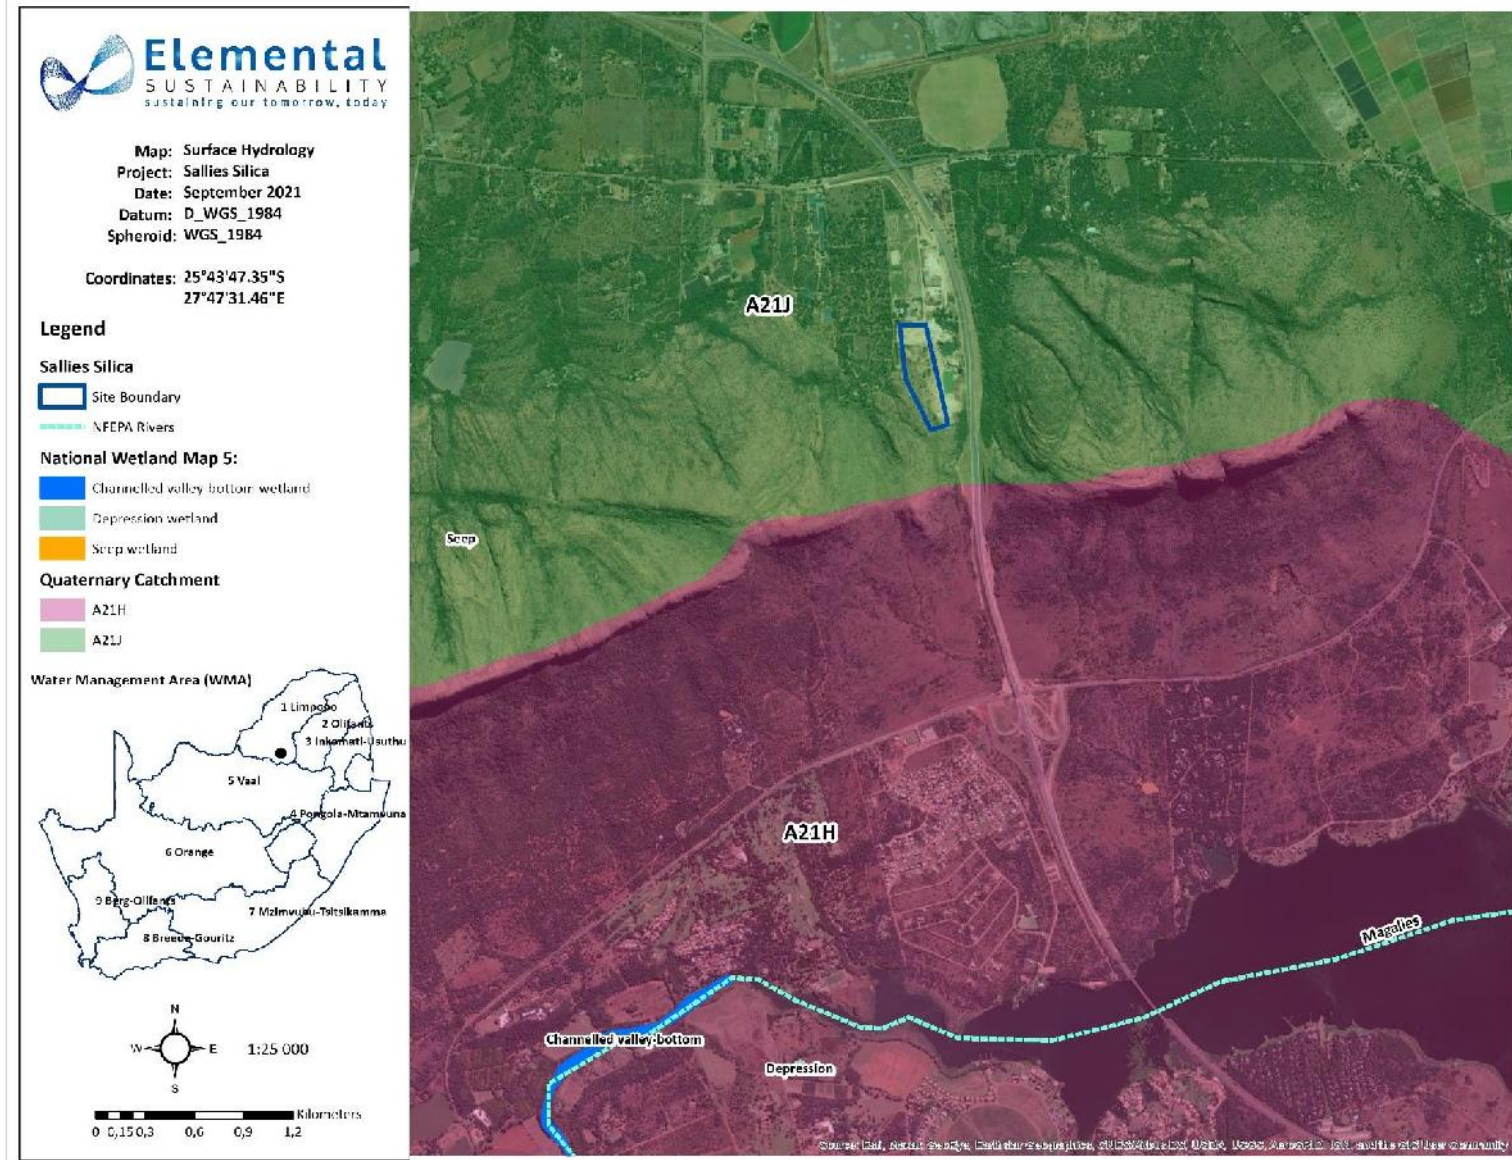 Elemental
SUSTAINABILITY
sustaining our tomorrow, today
Map: Surface Hydrology
Project: Sallies Silica
Date: September 2021
Datum: D_WGS_1984
Spheroid: WGS_1984
Coordinates: 25°43'47.35"S
27°47'31.46"E
Legend
Sallies Silica
Site Boundary
NFEPA Rivers
National Wetland Map 5:
Channelled valley bottom wetland
Depression wetland
Seep wetland
Quaternary Catchment
A21H
A21J
Water Management Area (WMA)
1 Limpopo
2 Olifants
3 Inkomati-Usuthu
5 Vaal
4 Pongola-Mtamvuna
6 Orange
9 Berg-Olifants
7 Mzimvubu-Tsitsikamma
8 Breede-Gouritz
N
W E
S
1:25 000
Kilometers
0 0,15 0,3 0,6 0,9 1,2
A21J
Seep
A21H
Magalies
Channelled valley-bottom
Depression
and the GIS User Community